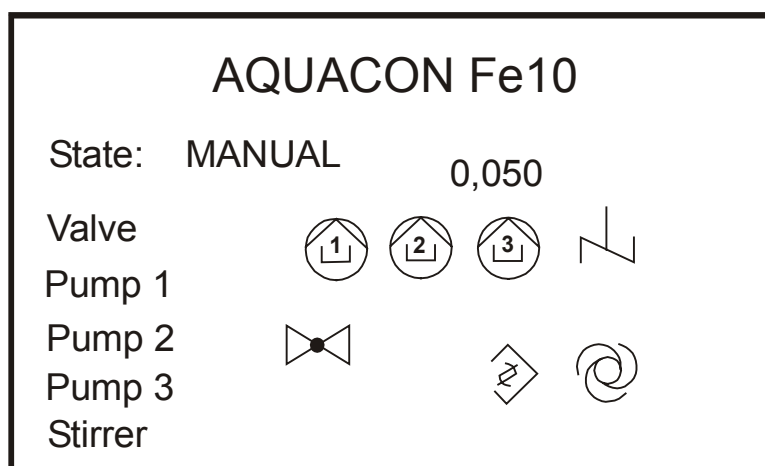 AQUACON Fe10
State: MANUAL 0,050
Valve 1 2 3
Pump 1
Pump 2
Pump 3
Stirrer